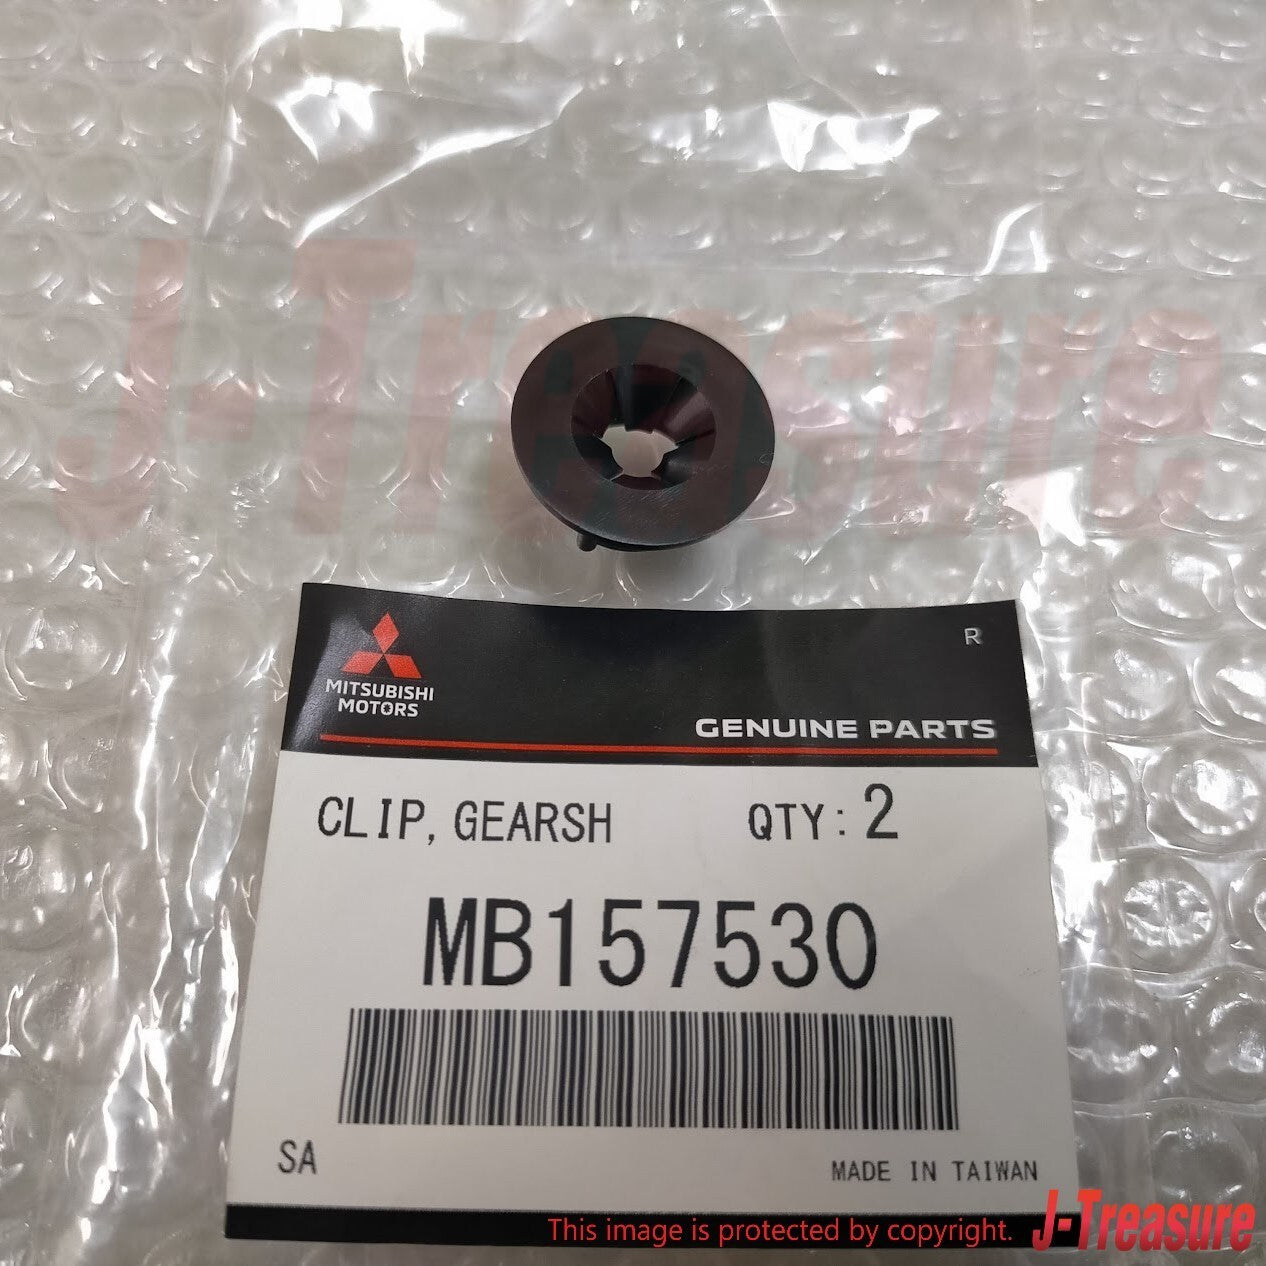 J-Treasure
R
MITSUBISHI
MOTORS
GENUINE PARTS
CLIP, GEARSH QTY: 2
MB157530
SA MADE IN TAIWAN
This image is protected by copyright. J-Treasure